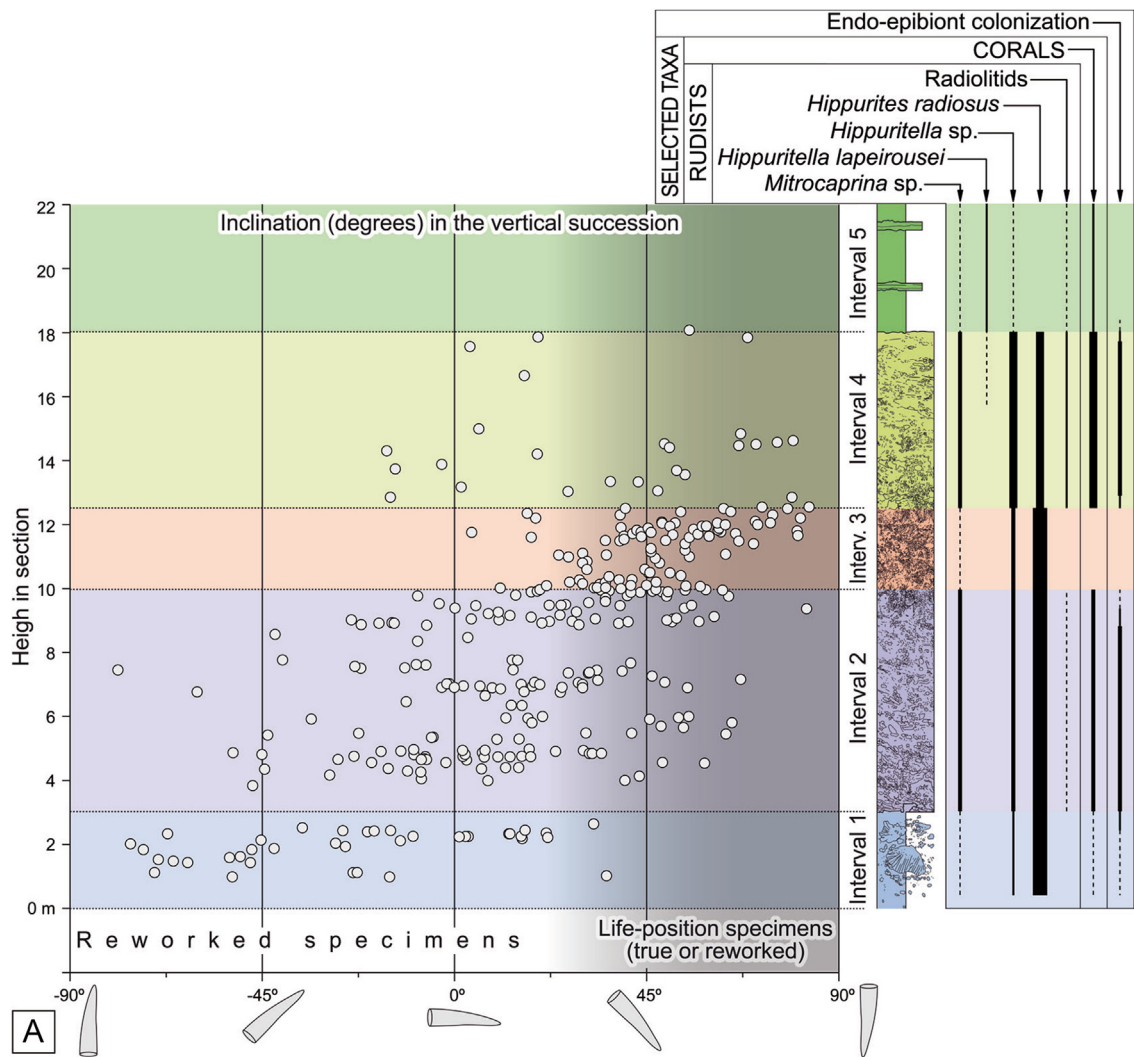 Endo-epibiont colonization
CORALS
Radiolitids
Hippurites radiosus
Hippuritella sp.
Hippuritella lapeirousei
Mitrocaprina sp.
SELECTED TAXA
RUDISTS
Inclination (degrees) in the vertical succession
Heigh in section
22
20
18
16
14
12
10
8
6
4
2
0 m
Interval 5
Interval 4
Interv. 3
Interval 2
Interval 1
Reworked specimens
Life-position specimens
(true or reworked)
-90º
-45º
0º
45º
90º
A